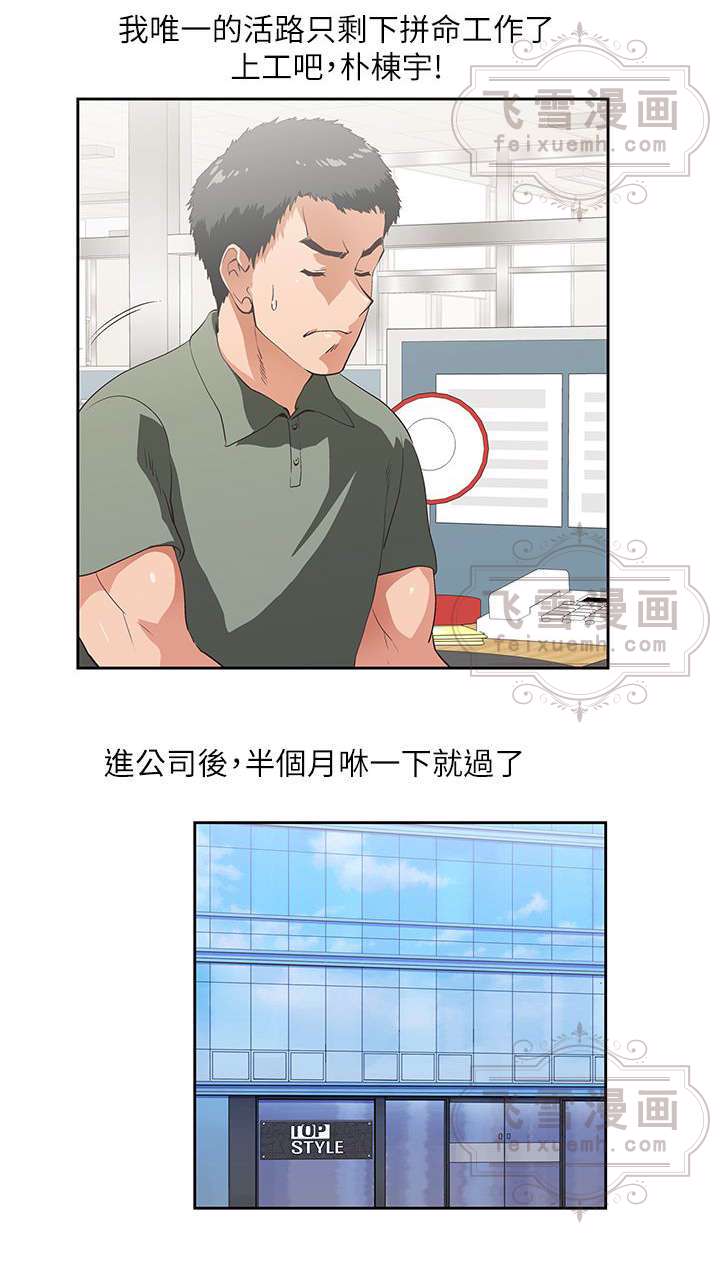 我唯一的活路只剩下拼命工作了
上工吧,朴棟宇!
飞雪漫画
feixuemh.com
飞雪漫画
feixuemh.com
進公司後,半個月咻一下就過了
TOP
STYLE
飞雪漫画
feixuemh.com